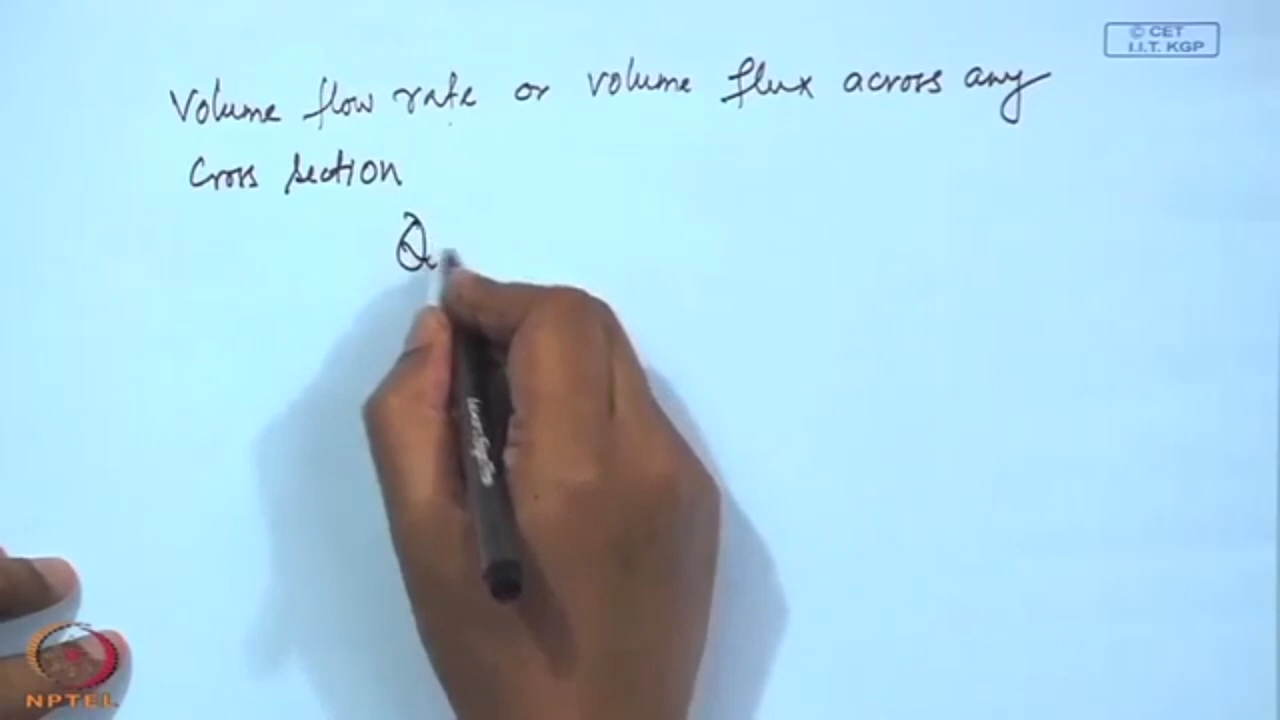 © CET
I.I.T. KGP
Volume flow rate or volume flux across any
Cross section
Q
NPTEL